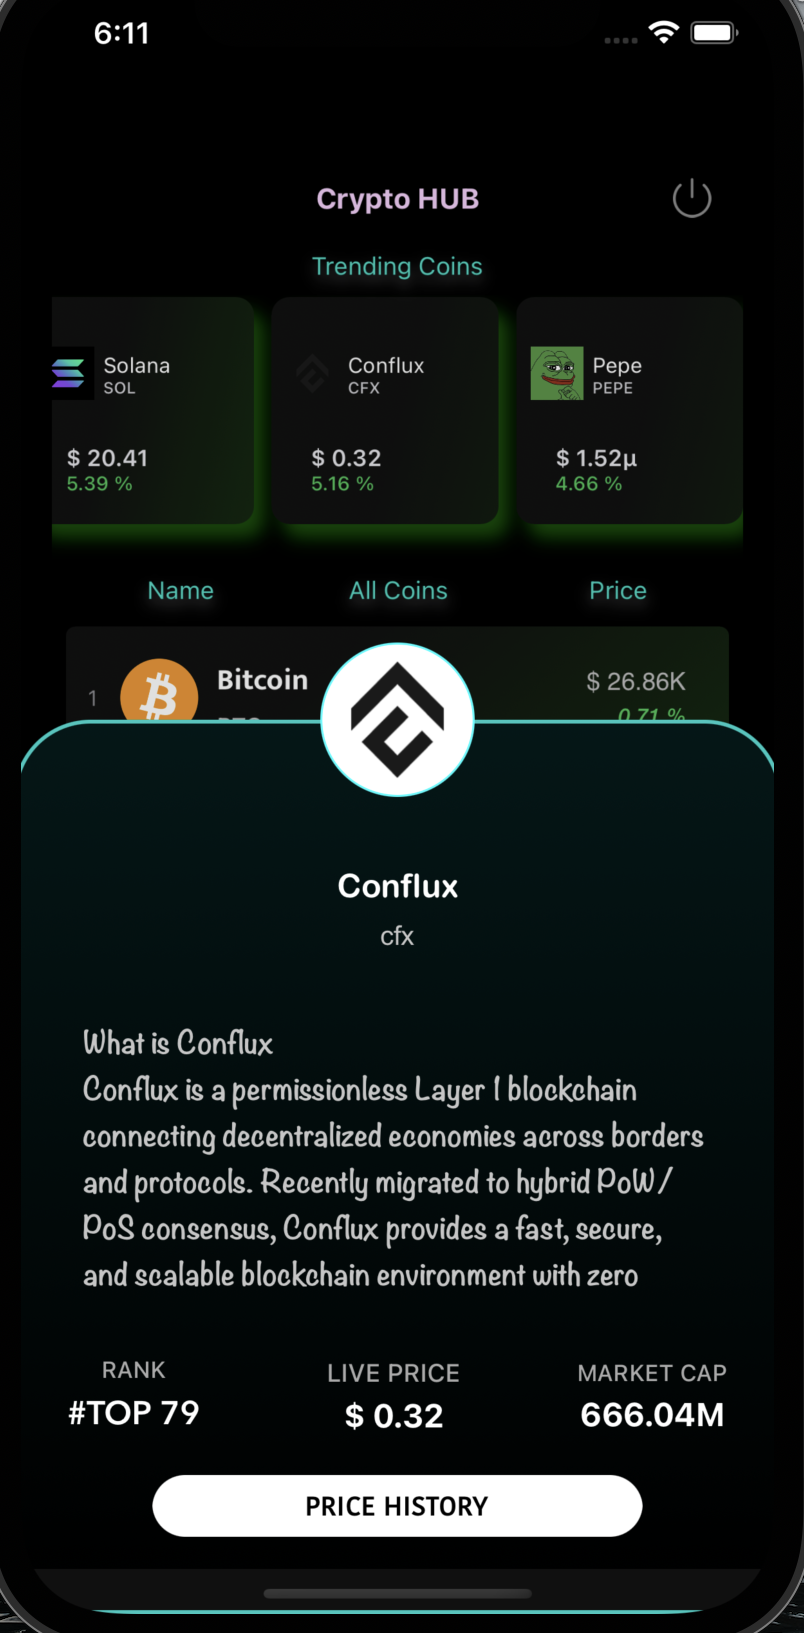 6:11
Crypto HUB
Trending Coins
Solana
SOL
$ 20.41
5.39 %
Conflux
CFX
$ 0.32
5.16 %
Pepe
PEPE
$ 1.52µ
4.66 %
Name All Coins Price
1 Bitcoin $ 26.86K
BTC 0.71 %
Conflux
cfx
What is Conflux
Conflux is a permissionless Layer 1 blockchain
connecting decentralized economies across borders
and protocols. Recently migrated to hybrid PoW/
PoS consensus, Conflux provides a fast, secure,
and scalable blockchain environment with zero
RANK LIVE PRICE MARKET CAP
#TOP 79 $ 0.32 666.04M
PRICE HISTORY